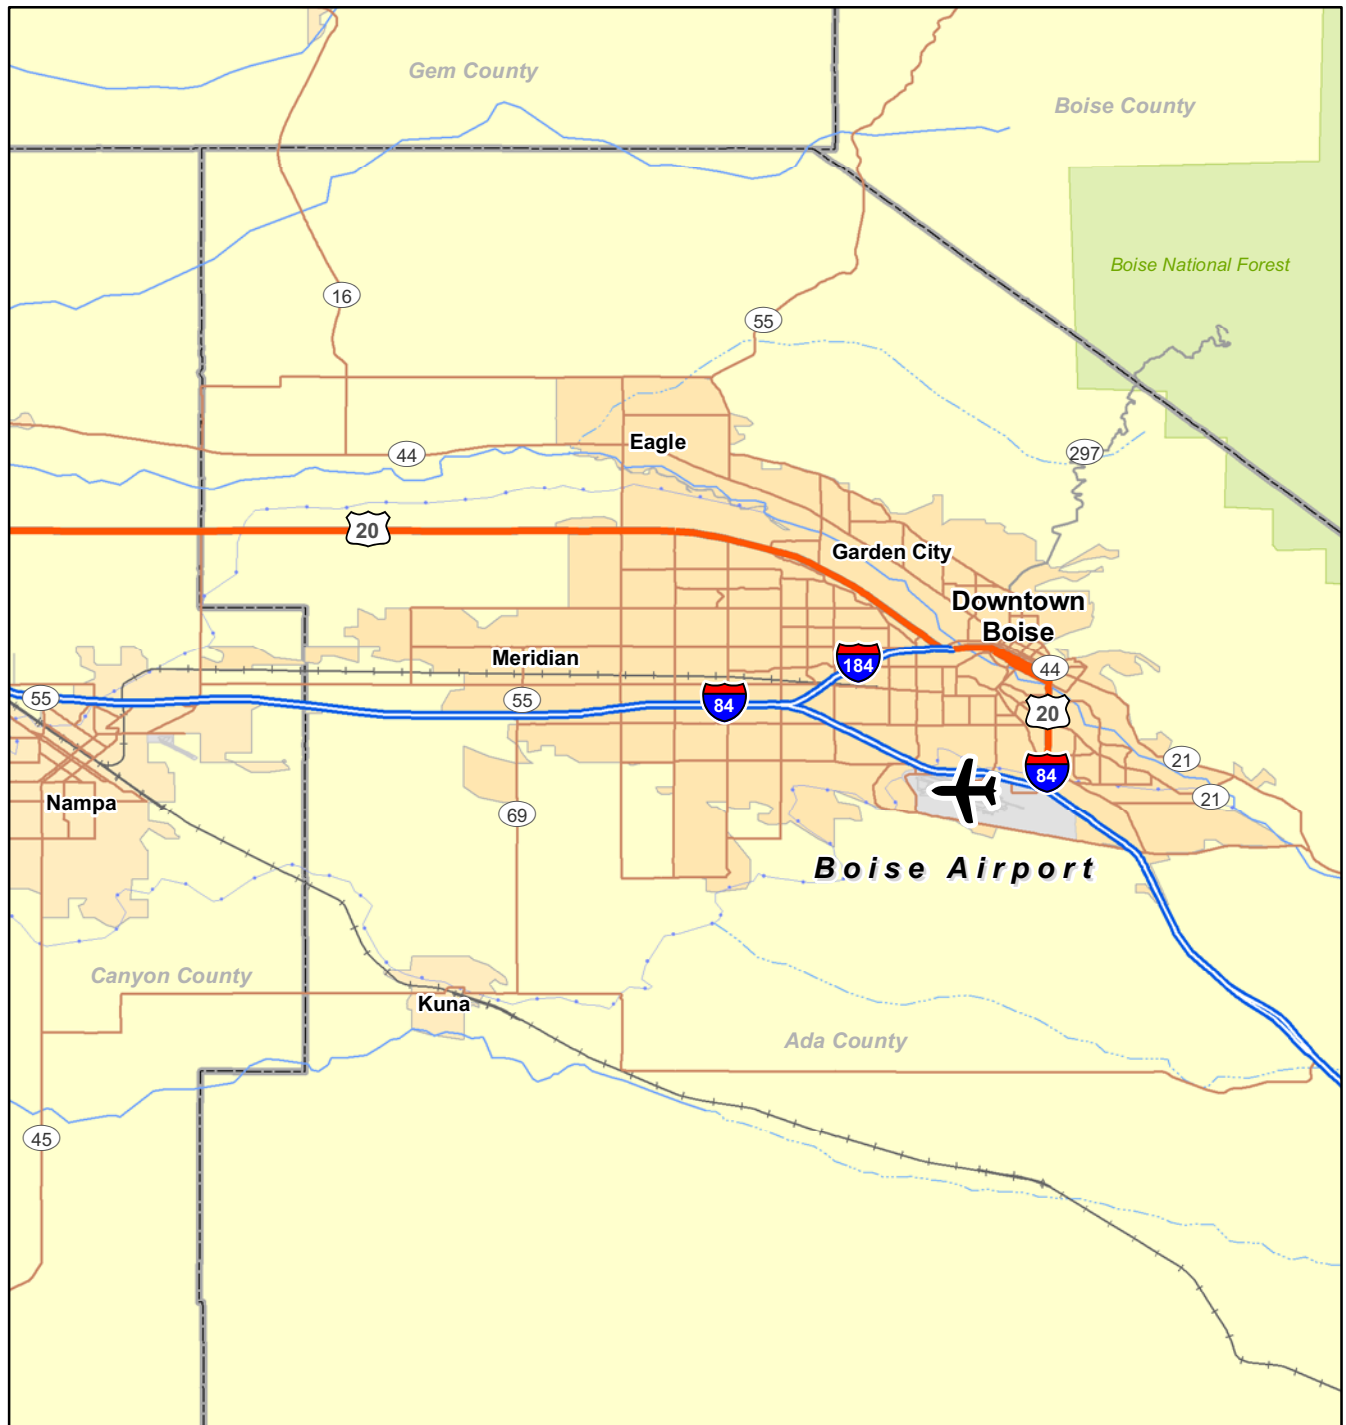 Gem County
Boise County
Boise National Forest
16
55
Eagle
44
297
20
Garden City
Downtown
Boise
Meridian
184
44
55
55
84
20
21
84
21
Nampa
69
Boise Airport
Canyon County
Kuna
Ada County
45